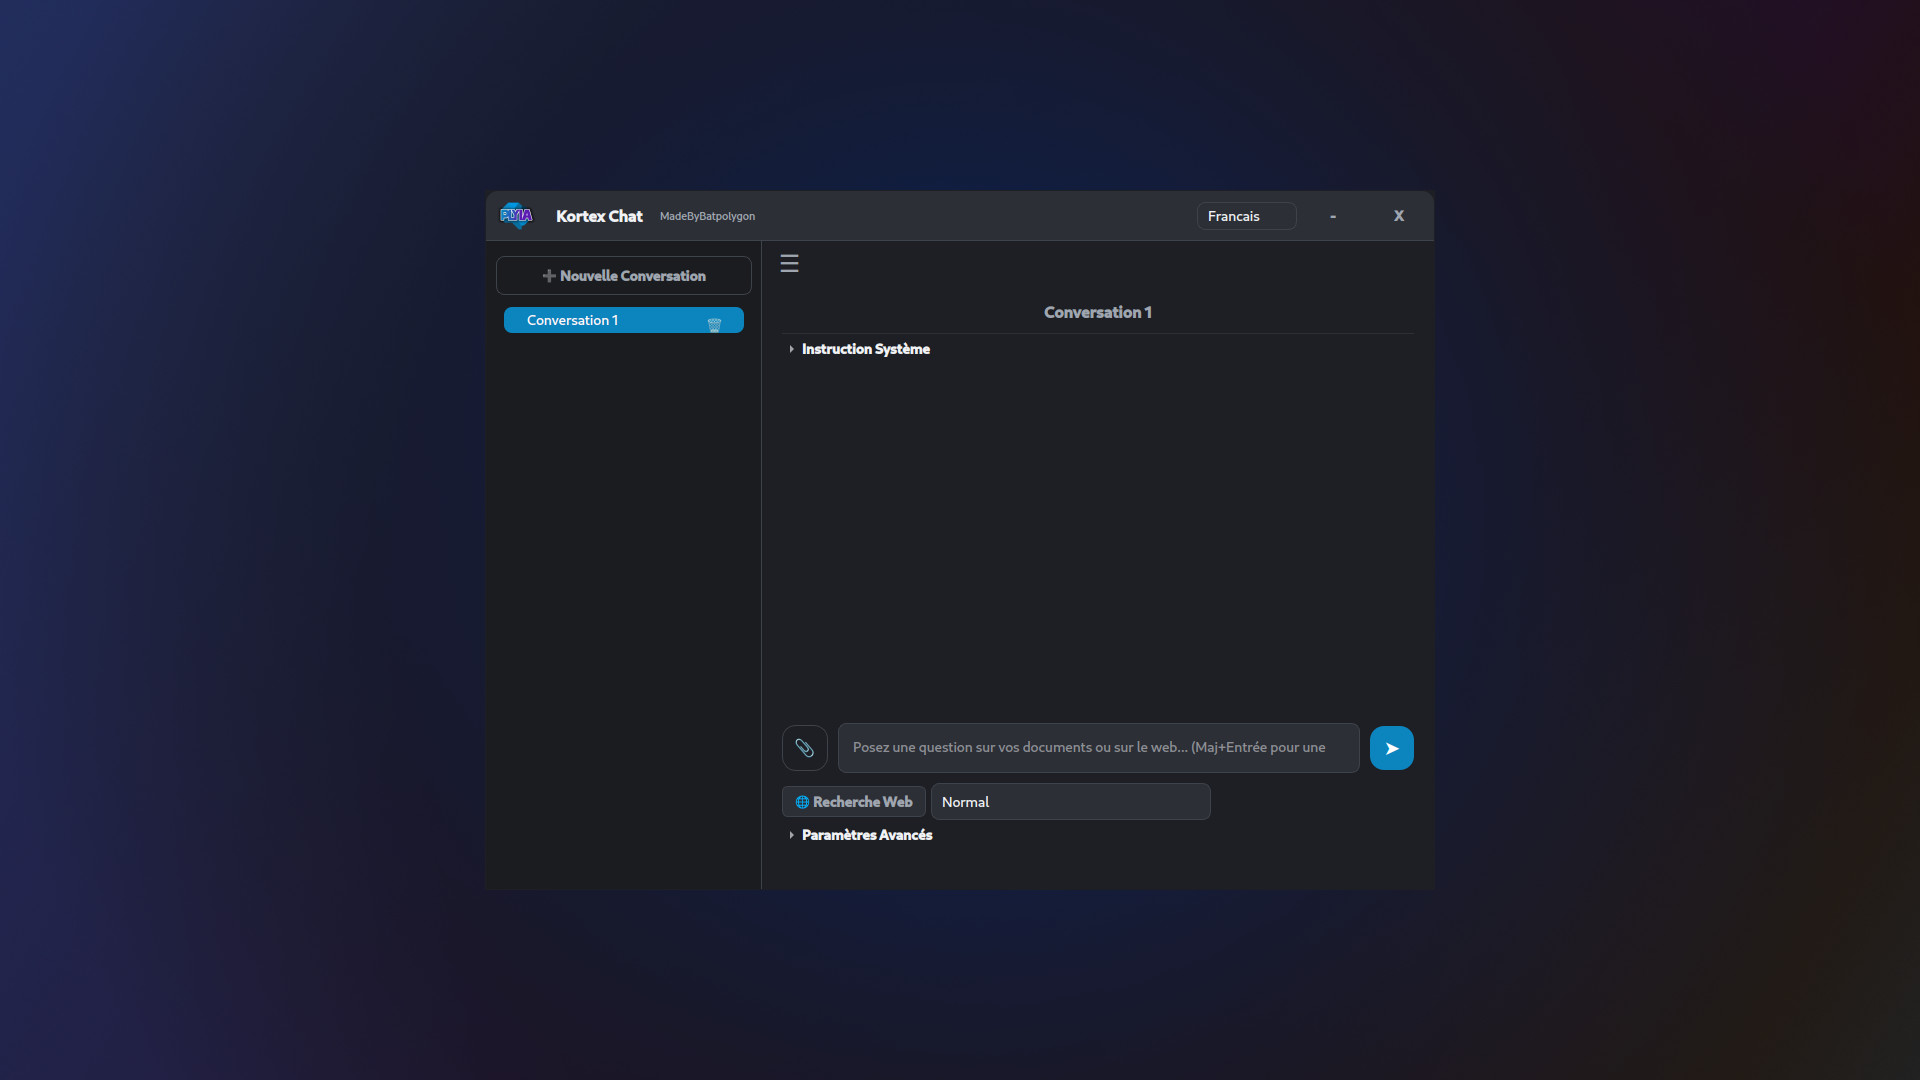 PLYIA
Kortex Chat
MadeByBatpolygon
Francais
-
X
➕ Nouvelle Conversation
Conversation 1
☰
Conversation 1
Instruction Système
Posez une question sur vos documents ou sur le web... (Maj+Entrée pour une
Recherche Web
Normal
Paramètres Avancés